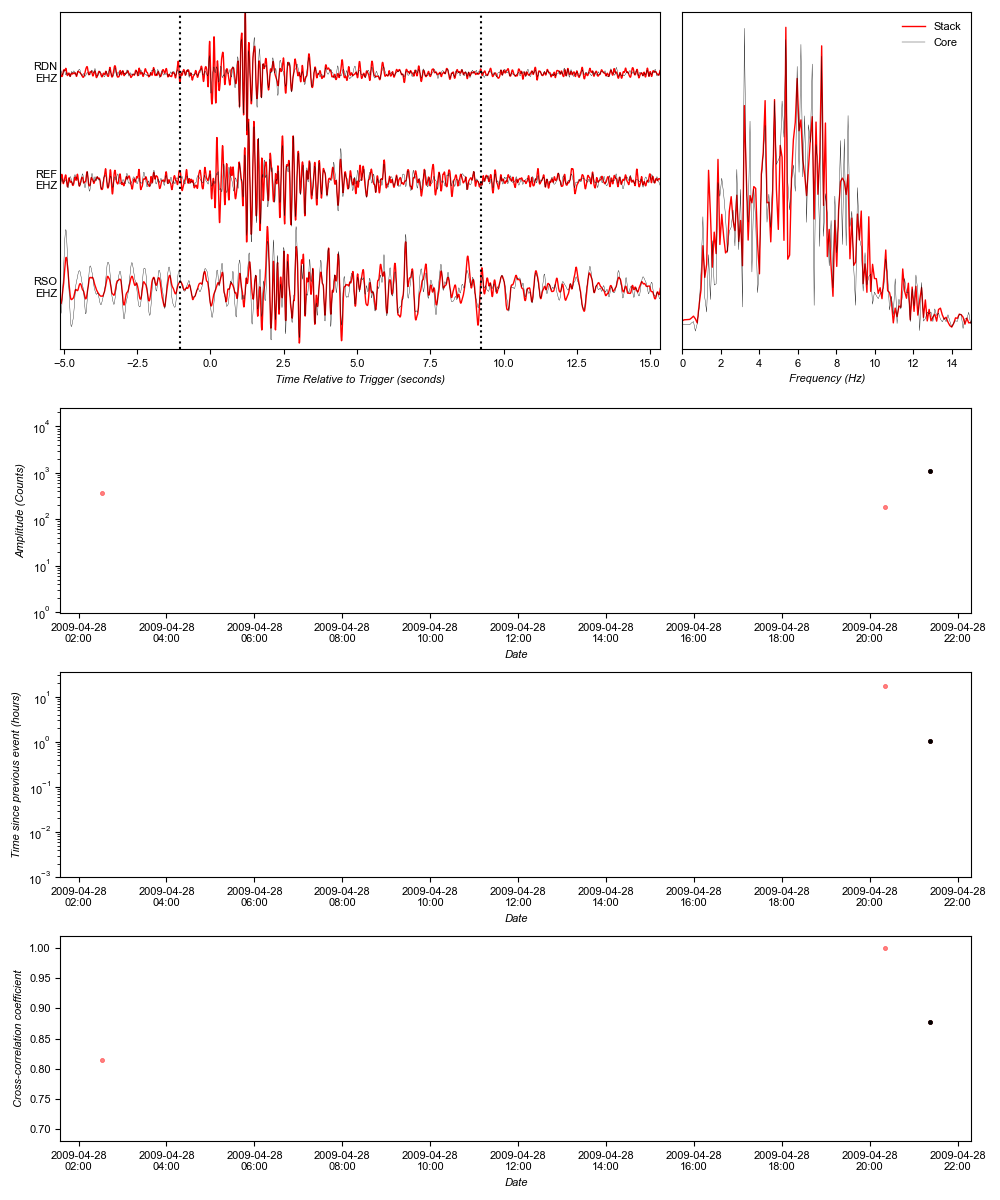 RDN
EHZ
REF
EHZ
RSO
EHZ
−5.0 −2.5 0.0 2.5 5.0 7.5 10.0 12.5 15.0
Time Relative to Trigger (seconds)
Stack
Core
0 2 4 6 8 10 12 14
Frequency (Hz)
10^4
10^3
10^2
10^1
10^0
Amplitude (Counts)
2009-04-28 2009-04-28 2009-04-28 2009-04-28 2009-04-28 2009-04-28 2009-04-28 2009-04-28 2009-04-28 2009-04-28 2009-04-28
02:00 04:00 06:00 08:00 10:00 12:00 14:00 16:00 18:00 20:00 22:00
Date
10^1
10^0
10^−1
10^−2
10^−3
Time since previous event (hours)
2009-04-28 2009-04-28 2009-04-28 2009-04-28 2009-04-28 2009-04-28 2009-04-28 2009-04-28 2009-04-28 2009-04-28 2009-04-28
02:00 04:00 06:00 08:00 10:00 12:00 14:00 16:00 18:00 20:00 22:00
Date
1.00
0.95
0.90
0.85
0.80
0.75
0.70
Cross-correlation coefficient
2009-04-28 2009-04-28 2009-04-28 2009-04-28 2009-04-28 2009-04-28 2009-04-28 2009-04-28 2009-04-28 2009-04-28 2009-04-28
02:00 04:00 06:00 08:00 10:00 12:00 14:00 16:00 18:00 20:00 22:00
Date